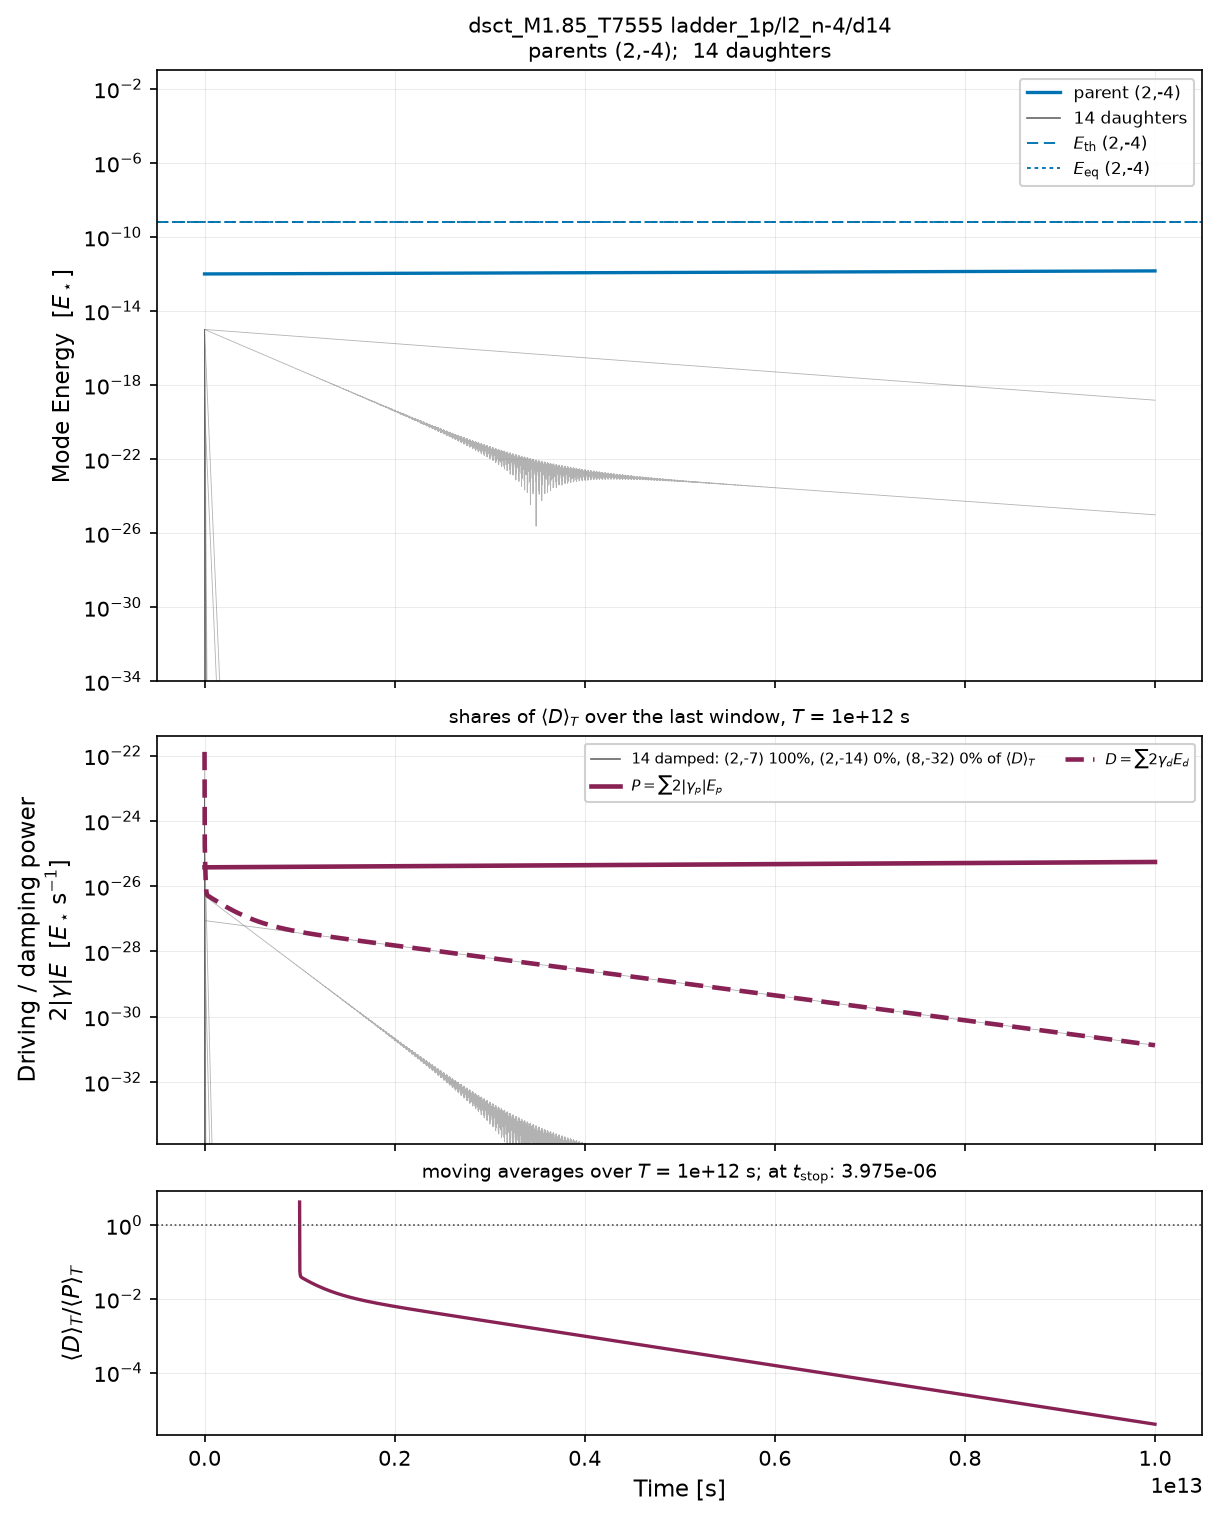 dsct_M1.85_T7555 ladder_1p/l2_n-4/d14
parents (2,-4);  14 daughters
10⁻²
10⁻⁶
10⁻¹⁰
10⁻¹⁴
10⁻¹⁸
10⁻²²
10⁻²⁶
10⁻³⁰
10⁻³⁴
Mode Energy [E⋆]
parent (2,-4)
14 daughters
E_th (2,-4)
E_eq (2,-4)
shares of ⟨D⟩_T over the last window, T = 1e+12 s
10⁻²²
10⁻²⁴
10⁻²⁶
10⁻²⁸
10⁻³⁰
10⁻³²
Driving / damping power
2|γ|E [E⋆ s⁻¹]
14 damped: (2,-7) 100%, (2,-14) 0%, (8,-32) 0% of ⟨D⟩_T
P = ∑2|γ_p|E_p
D = ∑2γ_dE_d
moving averages over T = 1e+12 s; at t_stop: 3.975e-06
10⁰
10⁻²
10⁻⁴
⟨D⟩_T/⟨P⟩_T
0.0 0.2 0.4 0.6 0.8 1.0
1e13
Time [s]